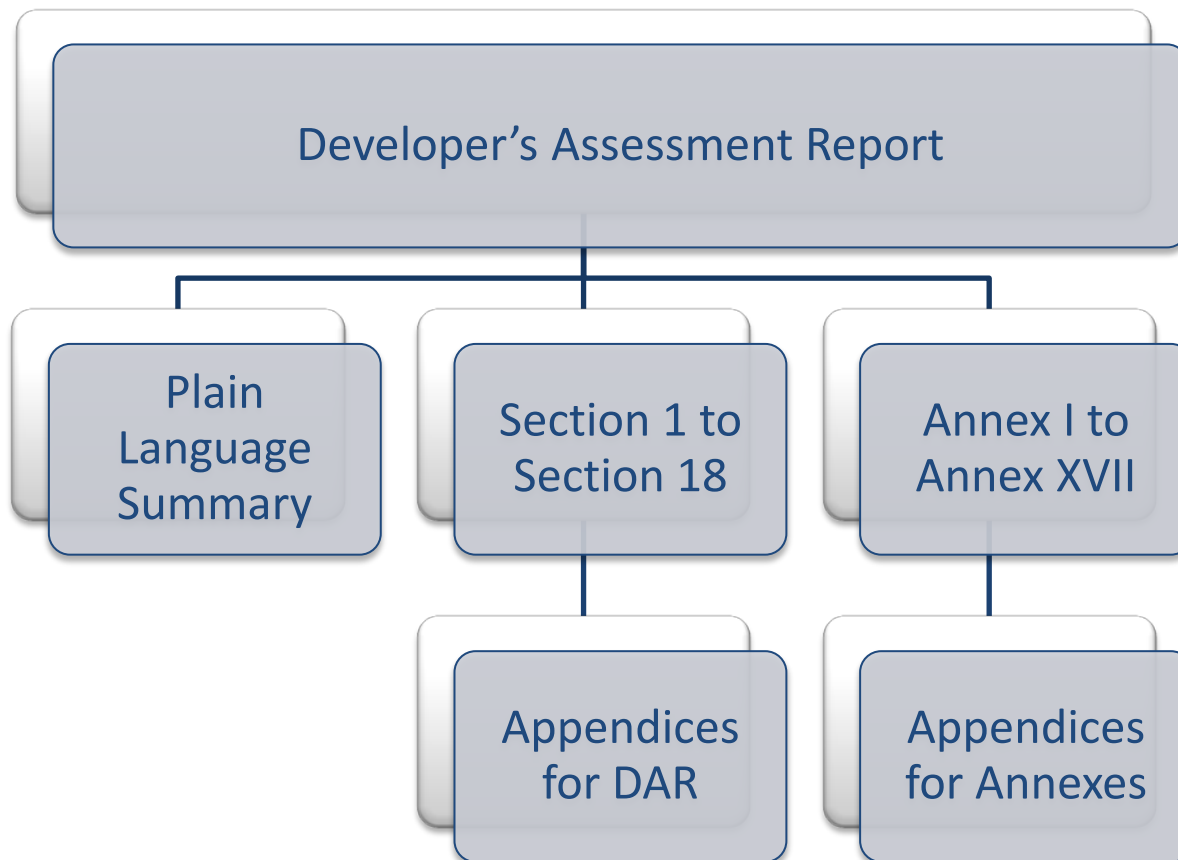 Developer’s Assessment Report
Plain
Language
Summary
Section 1 to
Section 18
Annex I to
Annex XVII
Appendices
for DAR
Appendices
for Annexes